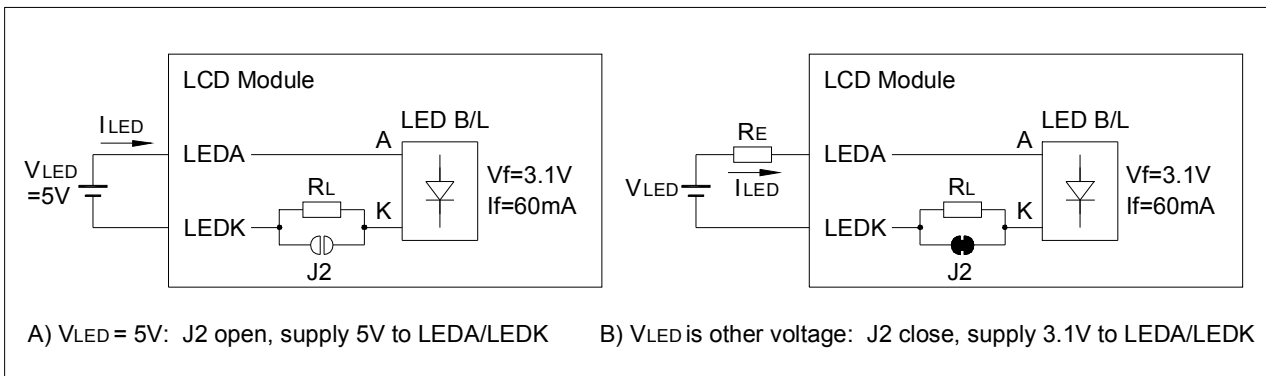 LCD Module
LED B/L
ILED
LEDA
A
VLED
=5V
Vf=3.1V
If=60mA
RL
LEDK
K
J2
LCD Module
LED B/L
RE
LEDA
A
VLED
ILED
Vf=3.1V
If=60mA
RL
LEDK
K
J2
A) VLED = 5V: J2 open, supply 5V to LEDA/LEDK
B) VLED is other voltage: J2 close, supply 3.1V to LEDA/LEDK